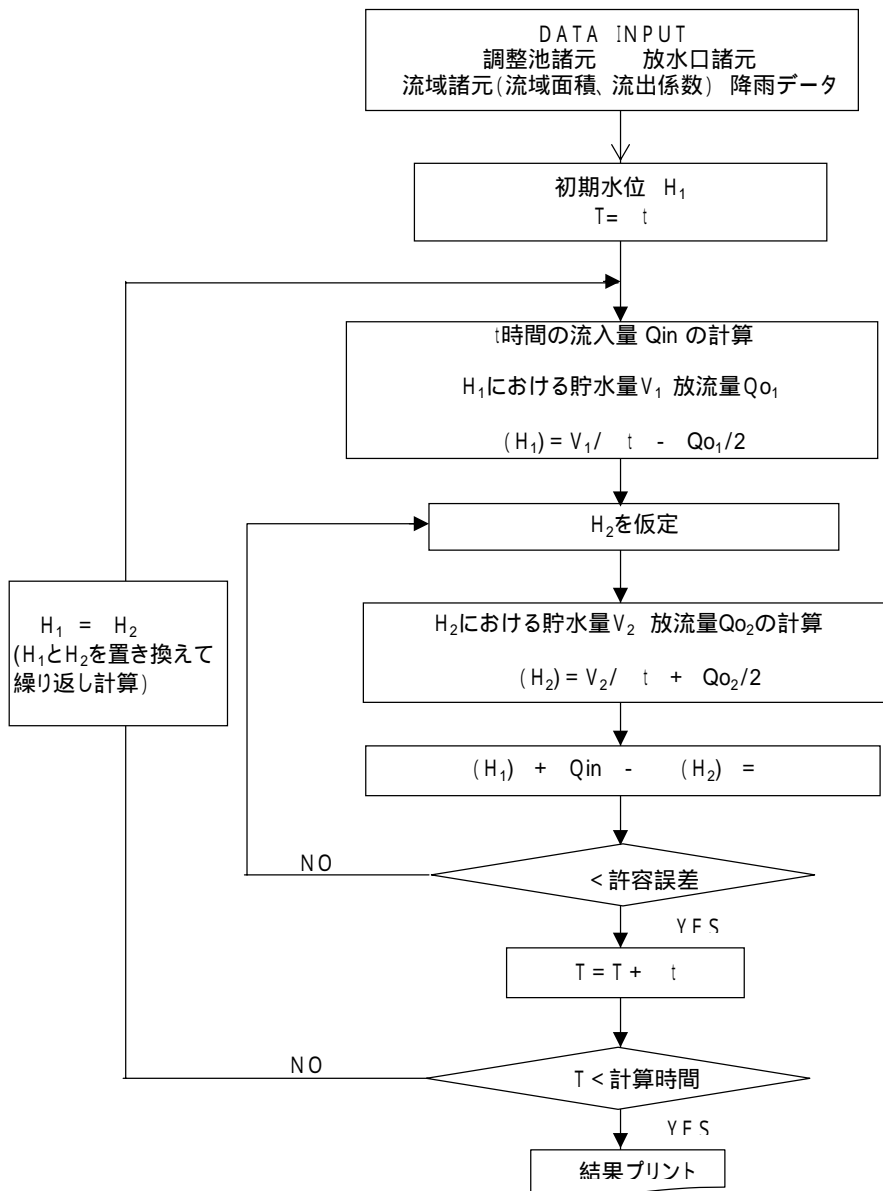 DATA INPUT
調整池諸元 放水口諸元
流域諸元(流域面積、流出係数) 降雨データ
初期水位 H₁
T= t
t時間の流入量 Qin の計算
H₁における貯水量V₁ 放流量Qo₁
(H₁) = V₁/ t - Qo₁/2
H₂を仮定
H₁ = H₂
(H₁とH₂を置き換えて
繰り返し計算)
H₂における貯水量V₂ 放流量Qo₂の計算
(H₂) = V₂/ t + Qo₂/2
(H₁) + Qin - (H₂) =
NO
<許容誤差
YES
T = T + t
NO
T<計算時間
YES
結果プリント